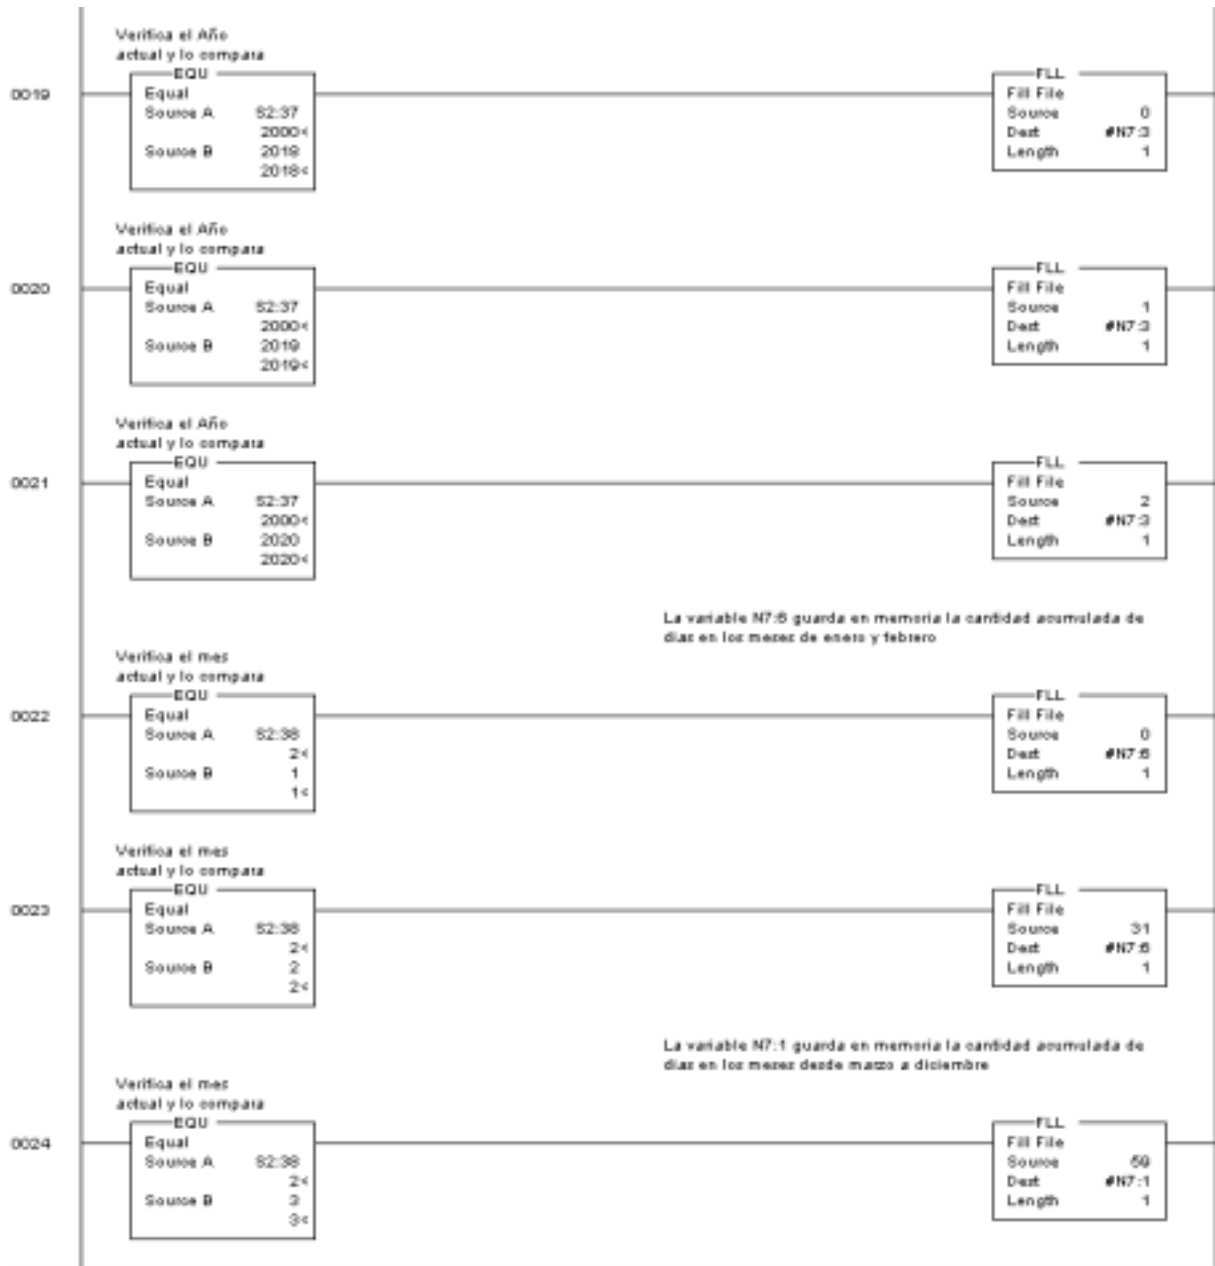 Verifica el Año
actual y lo compara
0019
EQU
Equal
Source A S2:37
2000<
Source B 2018
2018<
FLL
Fill File
Source 0
Dest #N7:3
Length 1
Verifica el Año
actual y lo compara
0020
EQU
Equal
Source A S2:37
2000<
Source B 2019
2019<
FLL
Fill File
Source 1
Dest #N7:3
Length 1
Verifica el Año
actual y lo compara
0021
EQU
Equal
Source A S2:37
2000<
Source B 2020
2020<
FLL
Fill File
Source 2
Dest #N7:3
Length 1
La variable N7:6 guarda en memoria la cantidad acumulada de
dias en los meses de enero y febrero
Verifica el mes
actual y lo compara
0022
EQU
Equal
Source A S2:38
2<
Source B 1
1<
FLL
Fill File
Source 0
Dest #N7:6
Length 1
Verifica el mes
actual y lo compara
0023
EQU
Equal
Source A S2:38
2<
Source B 2
2<
FLL
Fill File
Source 31
Dest #N7:6
Length 1
La variable N7:1 guarda en memoria la cantidad acumulada de
dias en los meses desde marzo a diciembre
Verifica el mes
actual y lo compara
0024
EQU
Equal
Source A S2:38
2<
Source B 3
3<
FLL
Fill File
Source 59
Dest #N7:1
Length 1